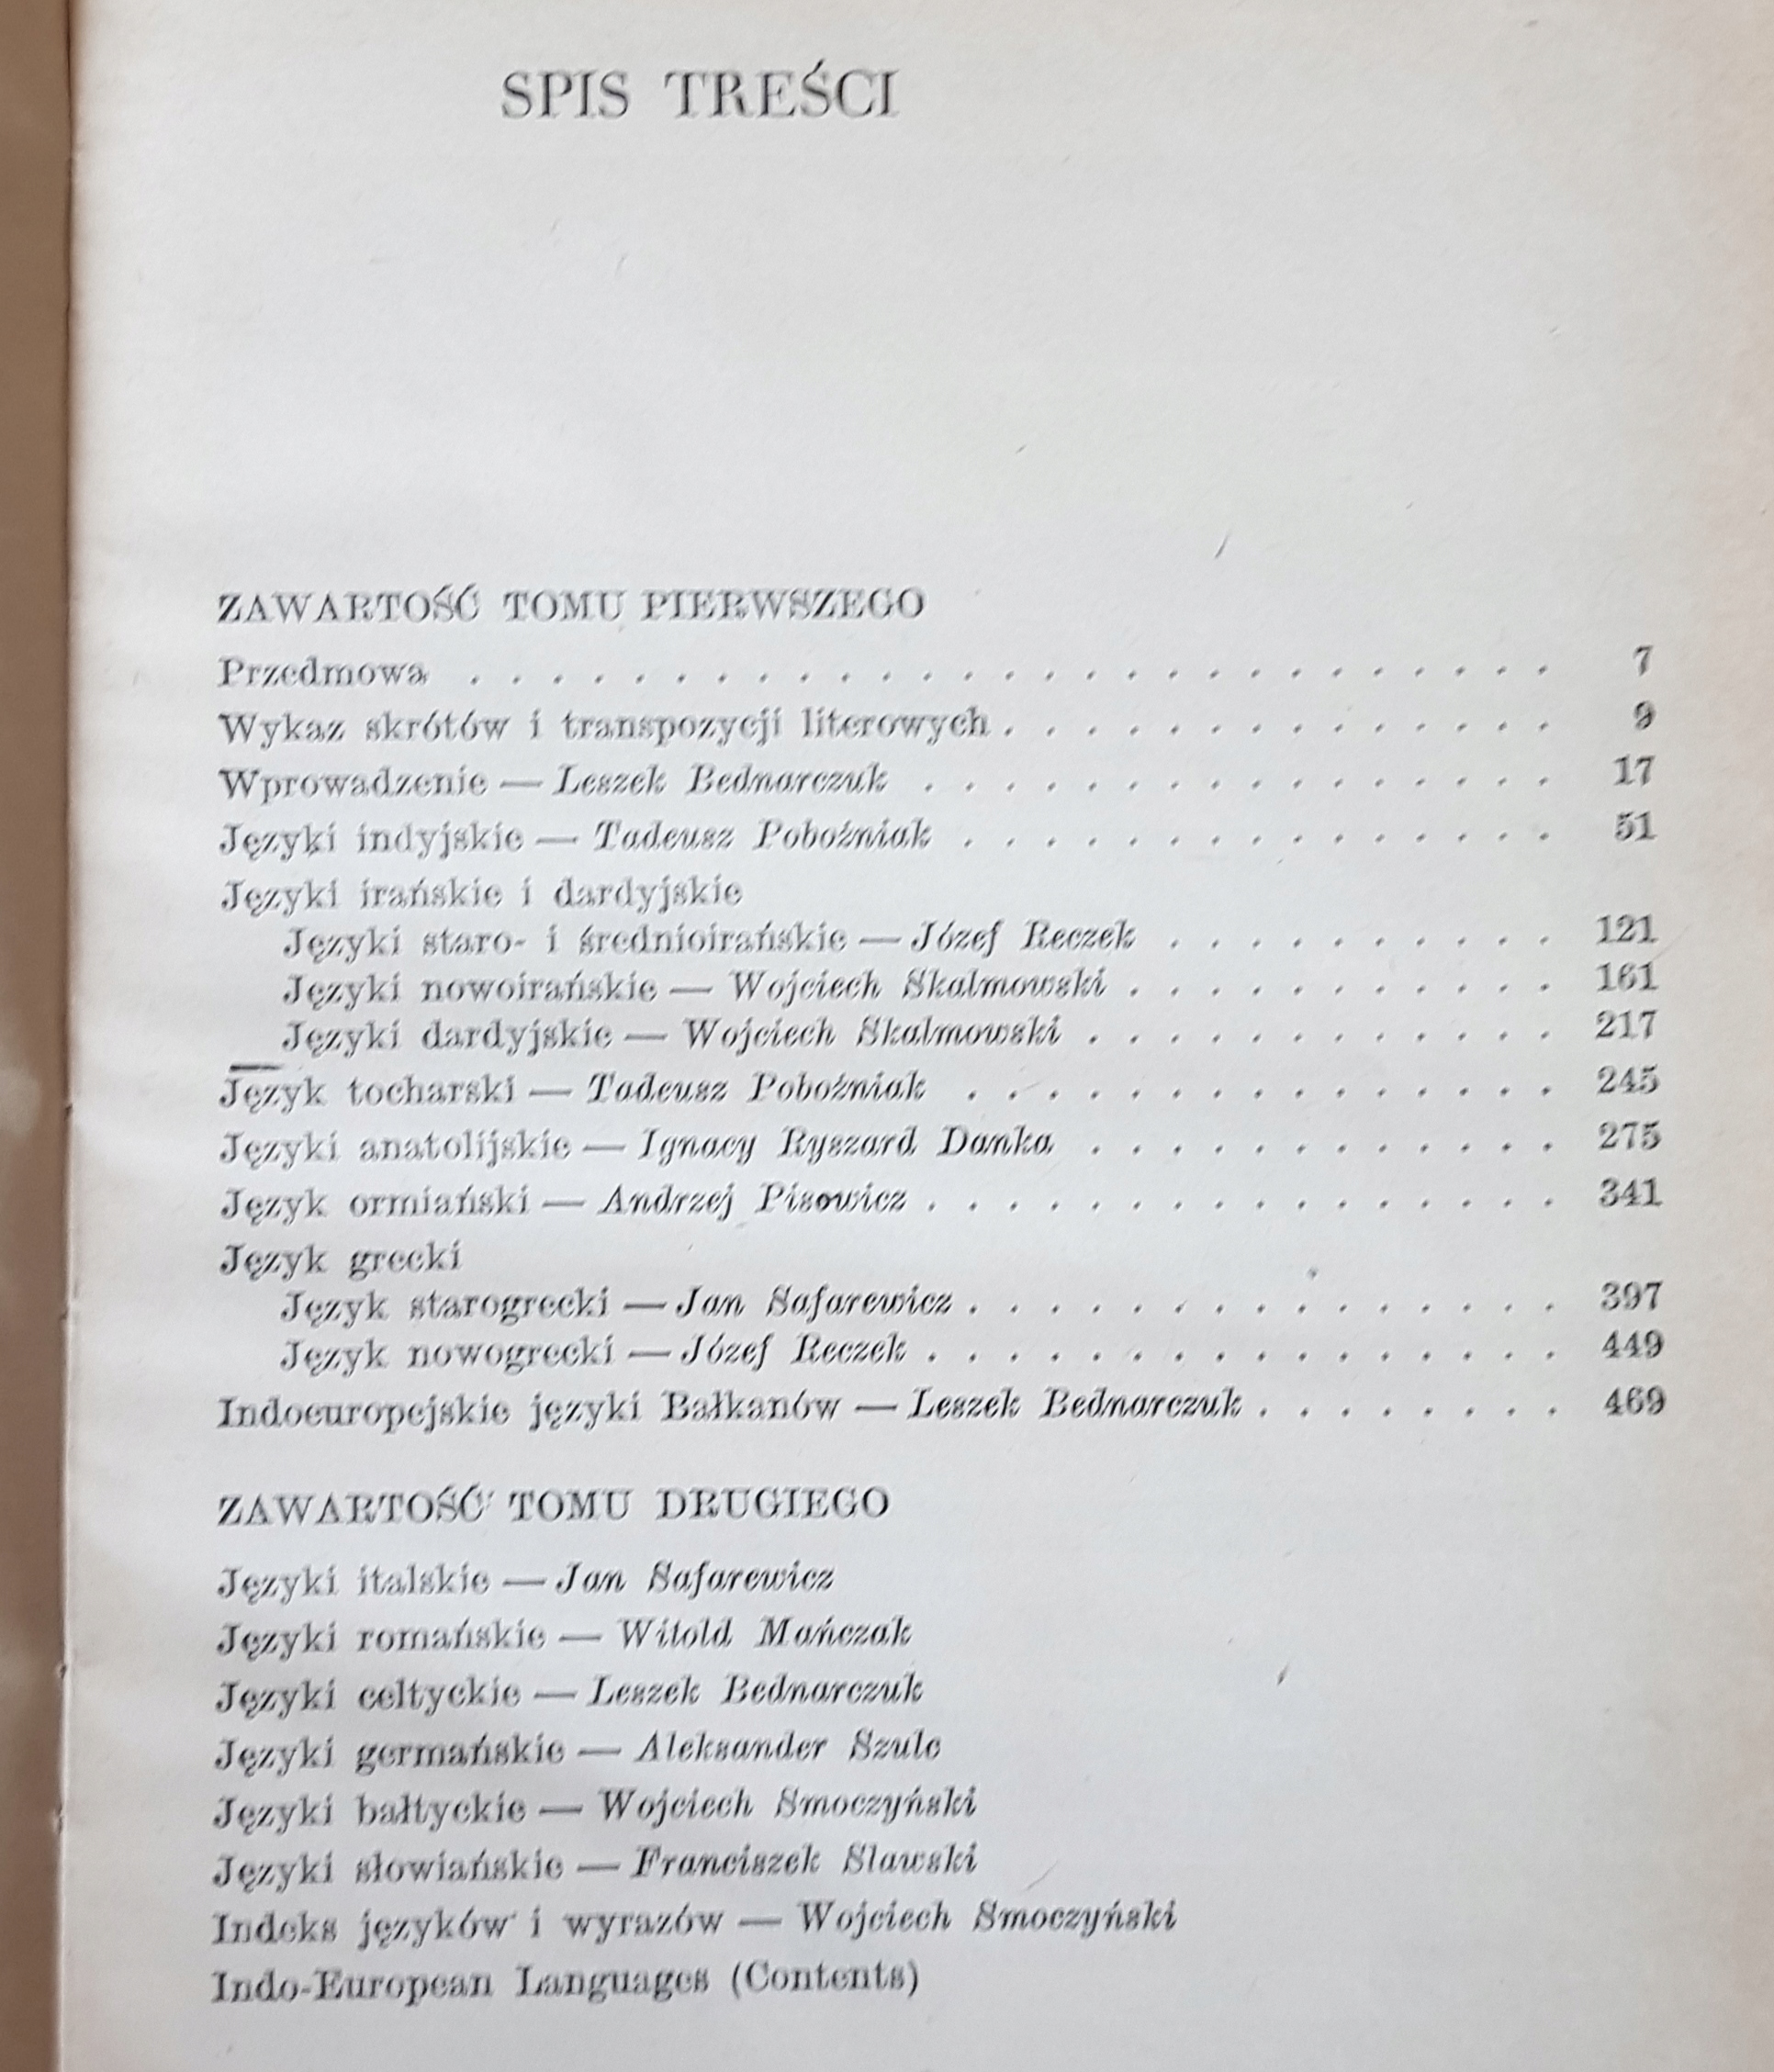 SPIS TREŚCI
ZAWARTOŚĆ TOMU PIERWSZEGO
Przedmowa . . . . . . . . . . . . . . . . . . . . . . . . . . . 7
Wykaz skrótów i transpozycji literowych . . . . . . . . . . . . . . 9
Wprowadzenie — Leszek Bednarczuk . . . . . . . . . . . . . . . . 17
Języki indyjskie — Tadeusz Pobożniak . . . . . . . . . . . . . . . 51
Języki irańskie i dardyjskie
Języki staro- i średnioirańskie — Józef Reczek . . . . . . . . . . 121
Języki nowoirańskie — Wojciech Skalmowski . . . . . . . . . . . 161
Języki dardyjskie — Wojciech Skalmowski . . . . . . . . . . . . 217
Język tocharski — Tadeusz Pobożniak . . . . . . . . . . . . . . . 245
Języki anatolijskie — Ignacy Ryszard Danka . . . . . . . . . . . . 275
Język ormiański — Andrzej Pisowicz . . . . . . . . . . . . . . . . 341
Język grecki
Język starogrecki — Jan Safarewicz . . . . . . . . . . . . . . . 397
Język nowogrecki — Józef Reczek . . . . . . . . . . . . . . . . 449
Indoeuropejskie języki Bałkanów — Leszek Bednarczuk . . . . . . . . 469
ZAWARTOŚĆ TOMU DRUGIEGO
Języki italskie — Jan Safarewicz
Języki romańskie — Witold Mańczak
Języki celtyckie — Leszek Bednarczuk
Języki germańskie — Aleksander Szulc
Języki bałtyckie — Wojciech Smoczyński
Języki słowiańskie — Franciszek Sławski
Indeks języków i wyrazów — Wojciech Smoczyński
Indo-European Languages (Contents)